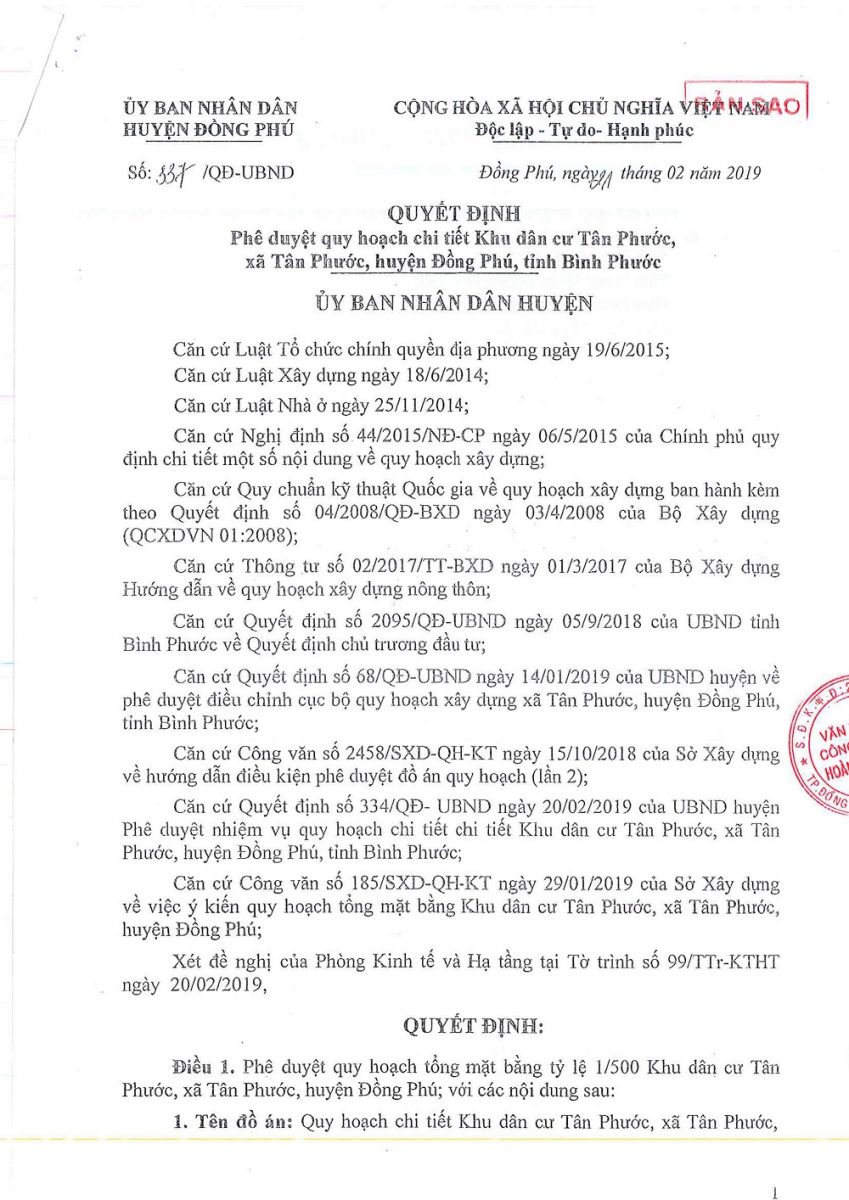 BẢN SAO
ỦY BAN NHÂN DÂN
HUYỆN ĐỒNG PHÚ
CỘNG HÒA XÃ HỘI CHỦ NGHĨA VIỆT NAM
Độc lập - Tự do- Hạnh phúc
Số: 337 /QĐ-UBND
Đồng Phú, ngày 21 tháng 02 năm 2019
QUYẾT ĐỊNH
Phê duyệt quy hoạch chi tiết Khu dân cư Tân Phước,
xã Tân Phước, huyện Đồng Phú, tỉnh Bình Phước
ỦY BAN NHÂN DÂN HUYỆN
Căn cứ Luật Tổ chức chính quyền địa phương ngày 19/6/2015;
Căn cứ Luật Xây dựng ngày 18/6/2014;
Căn cứ Luật Nhà ở ngày 25/11/2014;
Căn cứ Nghị định số 44/2015/NĐ-CP ngày 06/5/2015 của Chính phủ quy
định chi tiết một số nội dung về quy hoạch xây dựng;
Căn cứ Quy chuẩn kỹ thuật Quốc gia về quy hoạch xây dựng ban hành kèm
theo Quyết định số 04/2008/QĐ-BXD ngày 03/4/2008 của Bộ Xây dựng
(QCXDVN 01:2008);
Căn cứ Thông tư số 02/2017/TT-BXD ngày 01/3/2017 của Bộ Xây dựng
Hướng dẫn về quy hoạch xây dựng nông thôn;
Căn cứ Quyết định số 2095/QĐ-UBND ngày 05/9/2018 của UBND tỉnh
Bình Phước về Quyết định chủ trương đầu tư;
Căn cứ Quyết định số 68/QĐ-UBND ngày 14/01/2019 của UBND huyện về
phê duyệt điều chỉnh cục bộ quy hoạch xây dựng xã Tân Phước, huyện Đồng Phú,
tỉnh Bình Phước;
Căn cứ Công văn số 2458/SXD-QH-KT ngày 15/10/2018 của Sở Xây dựng
về hướng dẫn điều kiện phê duyệt đồ án quy hoạch (lần 2);
Căn cứ Quyết định số 334/QĐ- UBND ngày 20/02/2019 của UBND huyện
Phê duyệt nhiệm vụ quy hoạch chi tiết chi tiết Khu dân cư Tân Phước, xã Tân
Phước, huyện Đồng Phú, tỉnh Bình Phước;
Căn cứ Công văn số 185/SXD-QH-KT ngày 29/01/2019 của Sở Xây dựng
về việc ý kiến quy hoạch tổng mặt bằng Khu dân cư Tân Phước, xã Tân Phước,
huyện Đồng Phú;
Xét đề nghị của Phòng Kinh tế và Hạ tầng tại Tờ trình số 99/TTr-KTHT
ngày 20/02/2019,
S.Đ.K
VĂN
CÔNG
HOÀ
TP.ĐỒNG
QUYẾT ĐỊNH:
Điều 1. Phê duyệt quy hoạch tổng mặt bằng tỷ lệ 1/500 Khu dân cư Tân
Phước, xã Tân Phước, huyện Đồng Phú; với các nội dung sau:
1. Tên đồ án: Quy hoạch chi tiết Khu dân cư Tân Phước, xã Tân Phước,
1